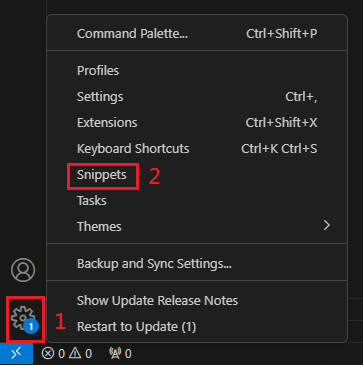 Command Palette... Ctrl+Shift+P
Profiles
Settings Ctrl+,
Extensions Ctrl+Shift+X
Keyboard Shortcuts Ctrl+K Ctrl+S
Snippets 2
Tasks
Themes
Backup and Sync Settings...
Show Update Release Notes
1
1 Restart to Update (1)
0 0 0